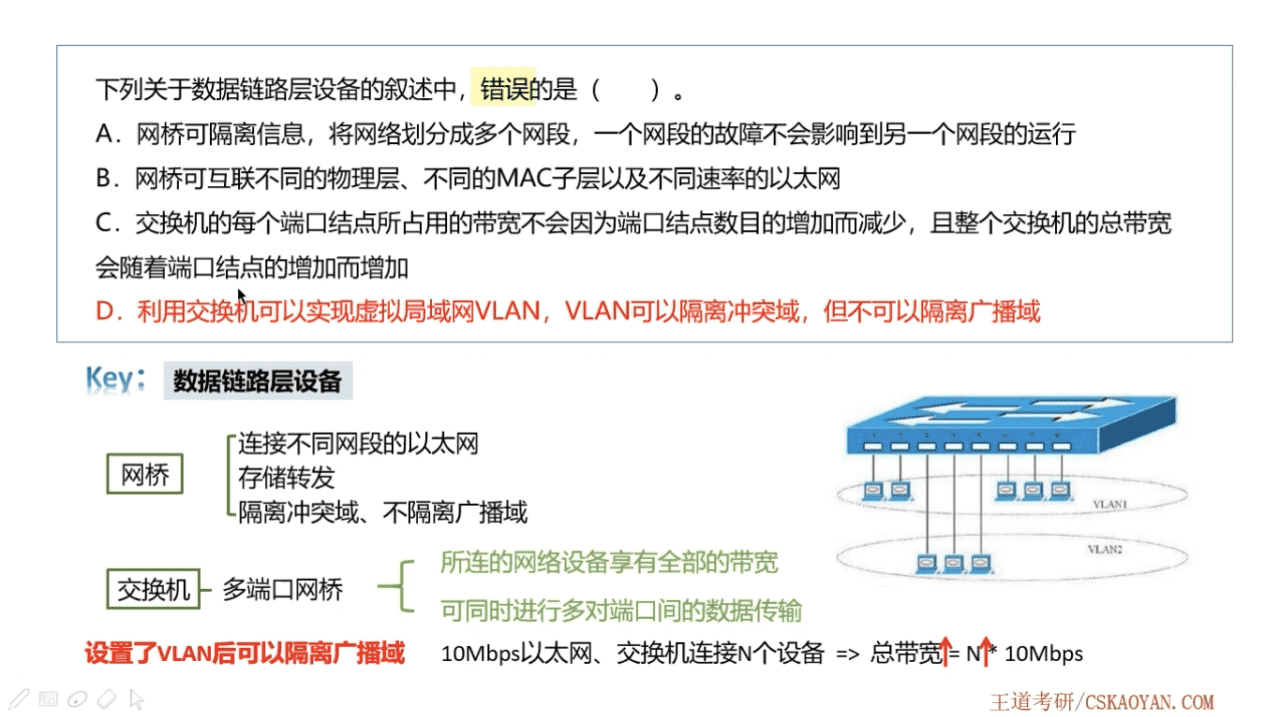 下列关于数据链路层设备的叙述中，错误的是（　　）。
A．网桥可隔离信息，将网络划分成多个网段，一个网段的故障不会影响到另一个网段的运行
B．网桥可互联不同的物理层、不同的MAC子层以及不同速率的以太网
C．交换机的每个端口结点所占用的带宽不会因为端口结点数目的增加而减少，且整个交换机的总带宽
会随着端口结点的增加而增加
D．利用交换机可以实现虚拟局域网VLAN，VLAN可以隔离冲突域，但不可以隔离广播域
Key： 数据链路层设备
网桥
连接不同网段的以太网
存储转发
隔离冲突域、不隔离广播域
VLAN1
VLAN2
交换机 多端口网桥
所连的网络设备享有全部的带宽
可同时进行多对端口间的数据传输
设置了VLAN后可以隔离广播域
10Mbps以太网、交换机连接N个设备 => 总带宽 = N * 10Mbps
王道考研/CSKAOYAN.COM